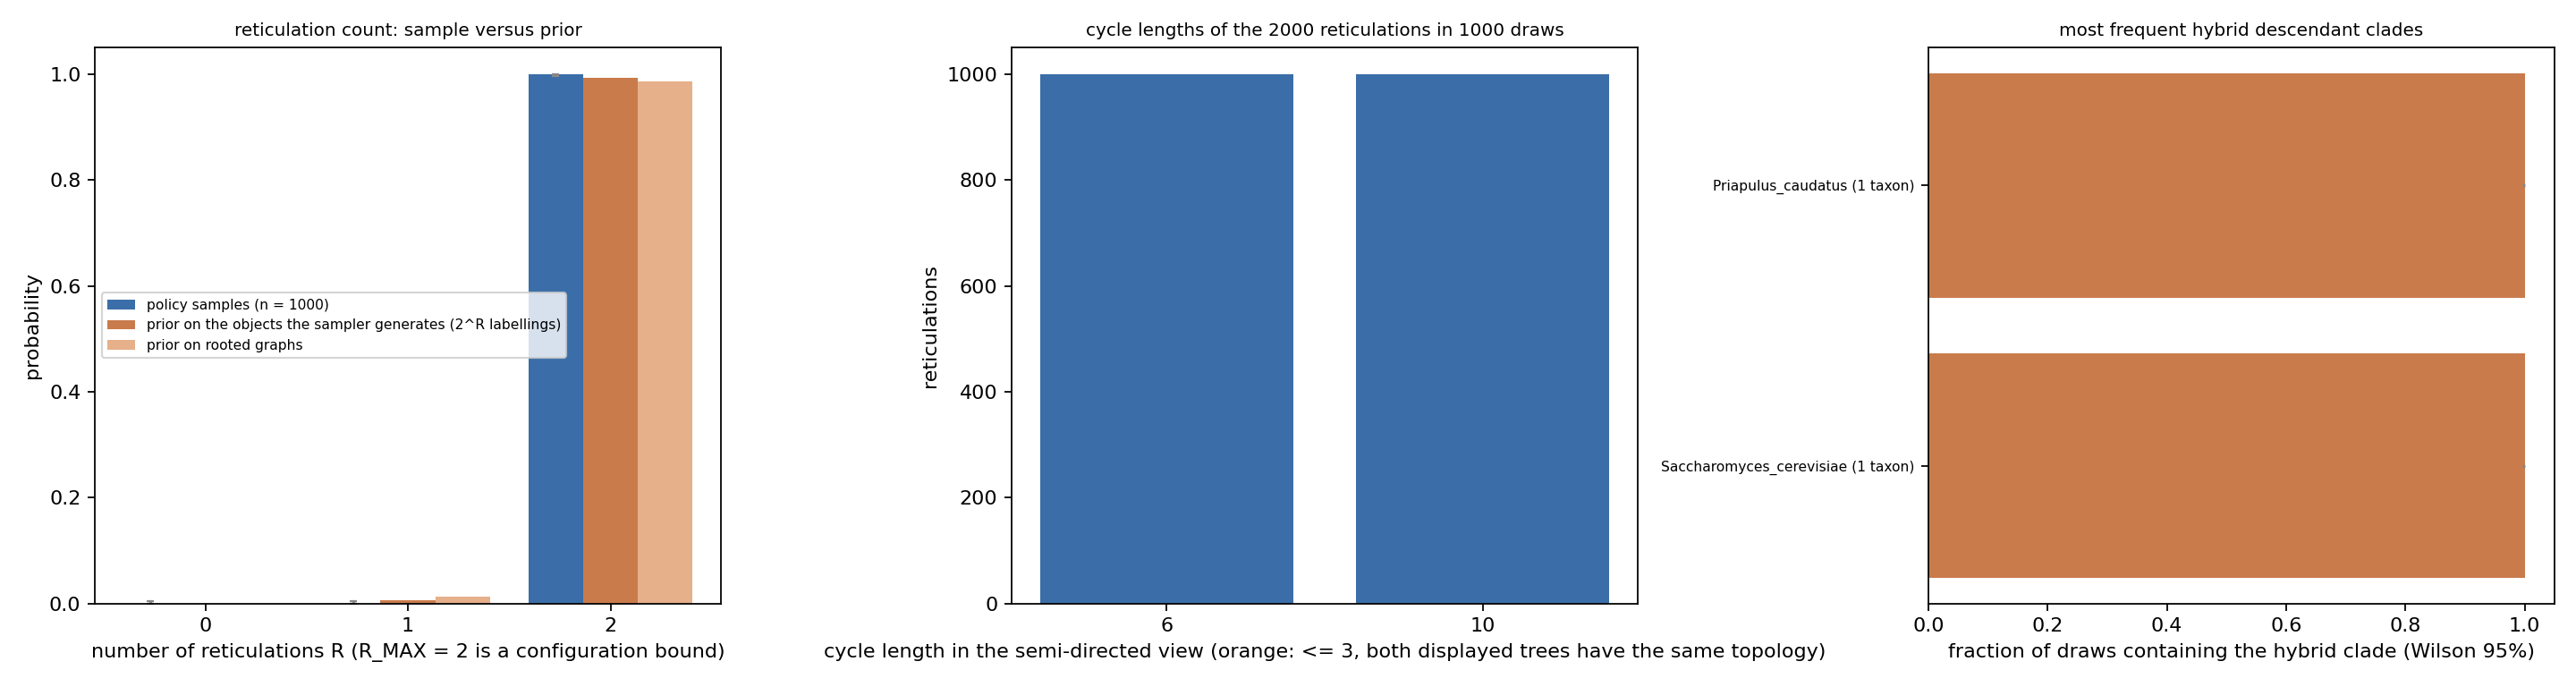 reticulation count: sample versus prior
probability
1.0
0.8
0.6
0.4
0.2
0.0
policy samples (n = 1000)
prior on the objects the sampler generates (2^R labellings)
prior on rooted graphs
0 1 2
number of reticulations R (R_MAX = 2 is a configuration bound)
cycle lengths of the 2000 reticulations in 1000 draws
reticulations
1000
800
600
400
200
0
6 10
cycle length in the semi-directed view (orange: <= 3, both displayed trees have the same topology)
most frequent hybrid descendant clades
Priapulus_caudatus (1 taxon)
Saccharomyces_cerevisiae (1 taxon)
0.0 0.2 0.4 0.6 0.8 1.0
fraction of draws containing the hybrid clade (Wilson 95%)